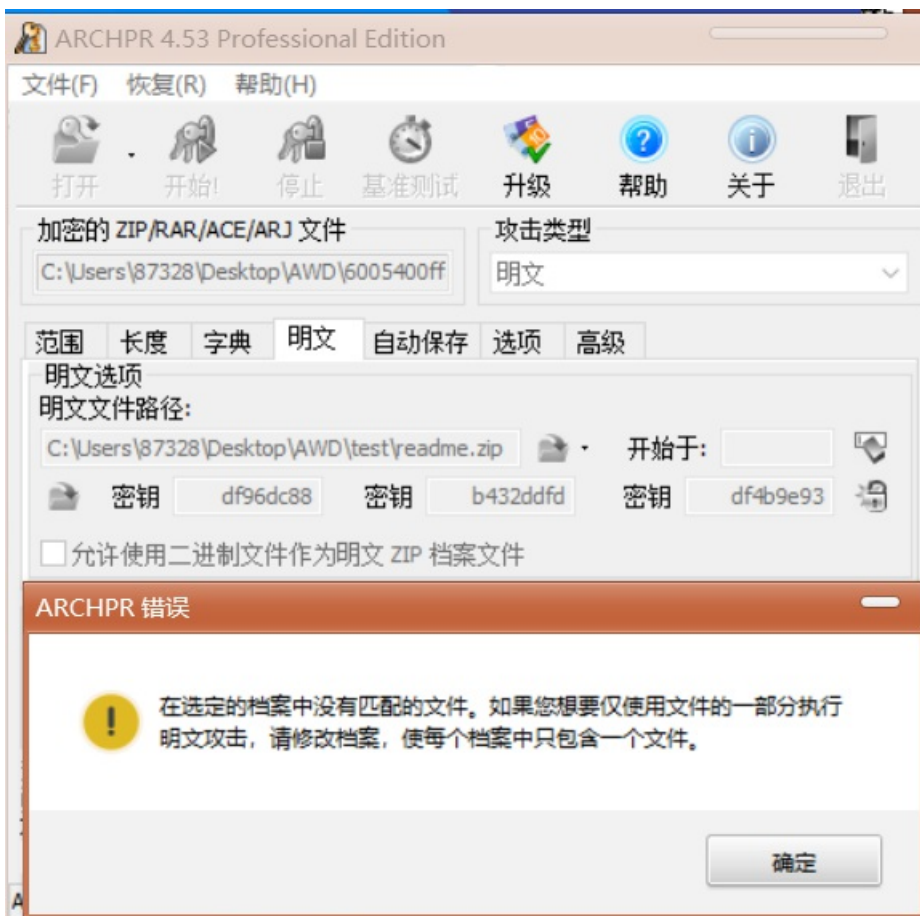 ARCHPR 4.53 Professional Edition
文件(F) 恢复(R) 帮助(H)
打开 开始! 停止 基准测试 升级 帮助 关于 退出
加密的 ZIP/RAR/ACE/ARJ 文件 攻击类型
C:\Users\87328\Desktop\AWD\6005400ff 明文
范围 长度 字典 明文 自动保存 选项 高级
明文选项
明文文件路径:
C:\Users\87328\Desktop\AWD\test\readme.zip 开始于:
密钥 df96dc88 密钥 b432ddfd 密钥 df4b9e93
允许使用二进制文件作为明文 ZIP 档案文件
ARCHPR 错误
在选定的档案中没有匹配的文件。如果您想要仅使用文件的一部分执行
明文攻击，请修改档案，使每个档案中只包含一个文件。
确定